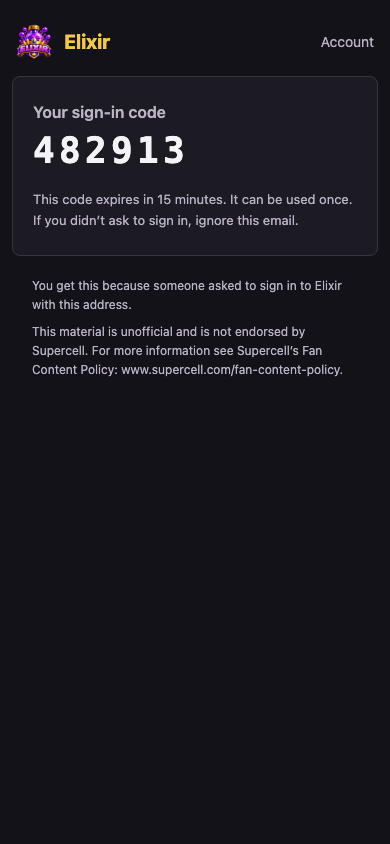 ELIXIR
Elixir
Account
Your sign-in code
482913
This code expires in 15 minutes. It can be used once.
If you didn’t ask to sign in, ignore this email.
You get this because someone asked to sign in to Elixir
with this address.
This material is unofficial and is not endorsed by
Supercell. For more information see Supercell’s Fan
Content Policy: www.supercell.com/fan-content-policy.